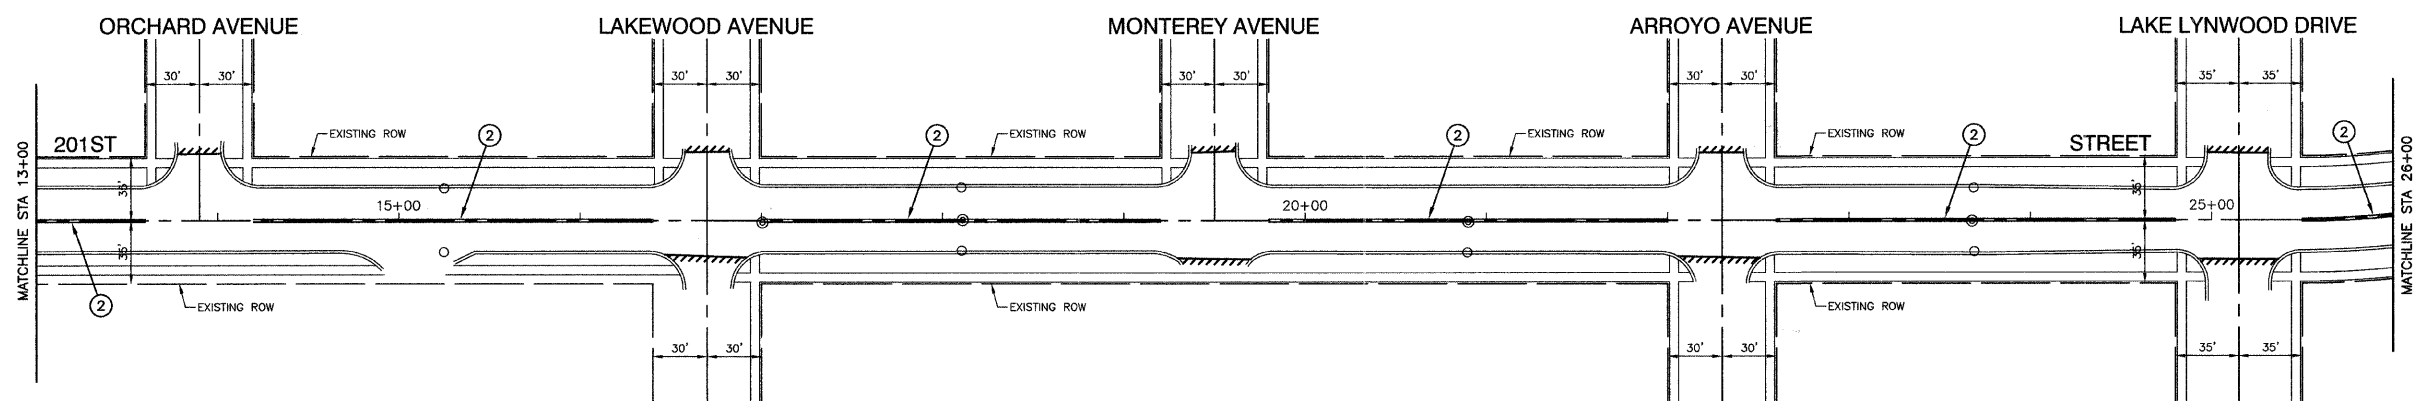 ORCHARD AVENUE
LAKEWOOD AVENUE
MONTEREY AVENUE
ARROYO AVENUE
LAKE LYNWOOD DRIVE
30' 30'
30' 30'
30' 30'
30' 30'
35' 35'
201ST
EXISTING ROW
2
2
EXISTING ROW
2
EXISTING ROW
2
EXISTING ROW
STREET
2
MATCHLINE STA 13+00
35'
35'
15+00
20+00
25+00
35'
35'
MATCHLINE STA 26+00
2
EXISTING ROW
EXISTING ROW
EXISTING ROW
30' 30'
30' 30'
35' 35'